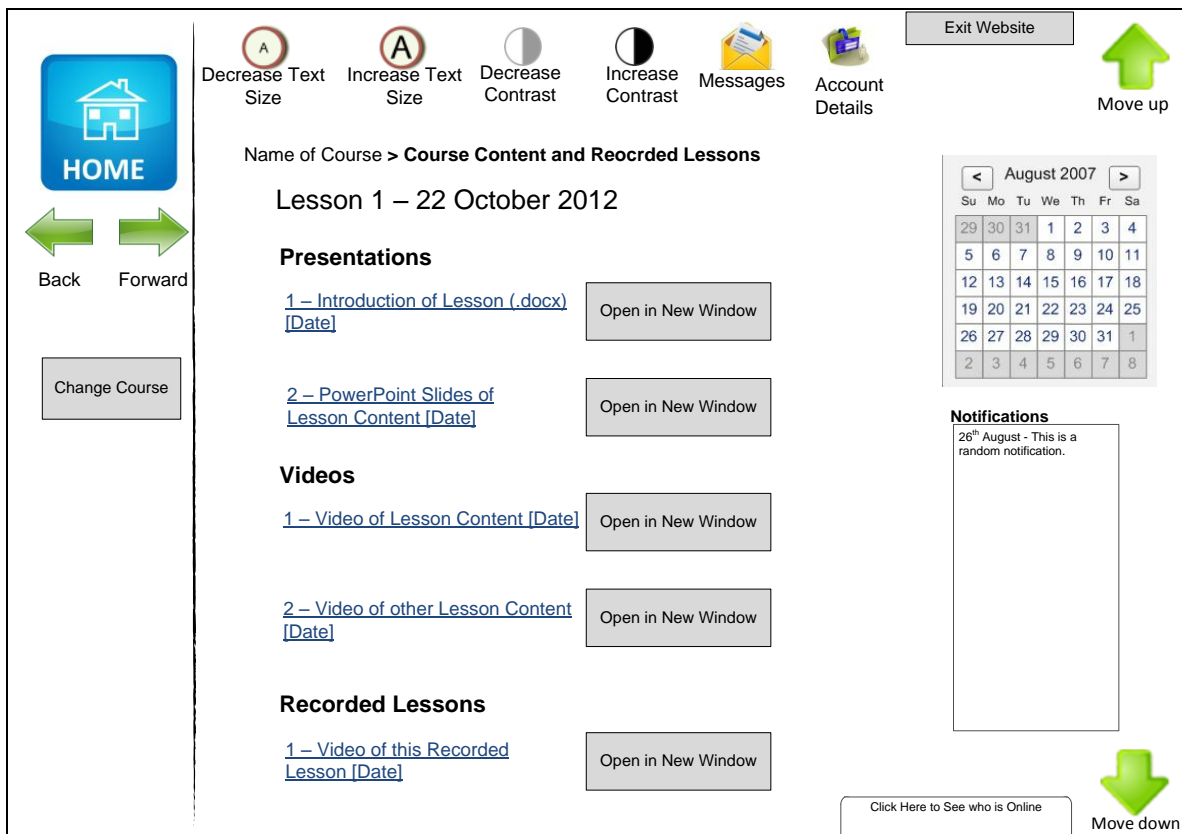 A
A
Exit Website
Decrease Text
Size
Increase Text
Size
Decrease
Contrast
Increase
Contrast
Messages
Account
Details
Move up
HOME
Back
Forward
Change Course
Name of Course > Course Content and Reocrded Lessons
Lesson 1 – 22 October 2012
Presentations
1 – Introduction of Lesson (.docx)
[Date]
Open in New Window
2 – PowerPoint Slides of
Lesson Content [Date]
Open in New Window
Videos
1 – Video of Lesson Content [Date]
Open in New Window
2 – Video of other Lesson Content
[Date]
Open in New Window
Recorded Lessons
1 – Video of this Recorded
Lesson [Date]
Open in New Window
< August 2007 >
Su Mo Tu We Th Fr Sa
29 30 31 1 2 3 4
5 6 7 8 9 10 11
12 13 14 15 16 17 18
19 20 21 22 23 24 25
26 27 28 29 30 31 1
2 3 4 5 6 7 8
Notifications
26th August - This is a
random notification.
Click Here to See who is Online
Move down